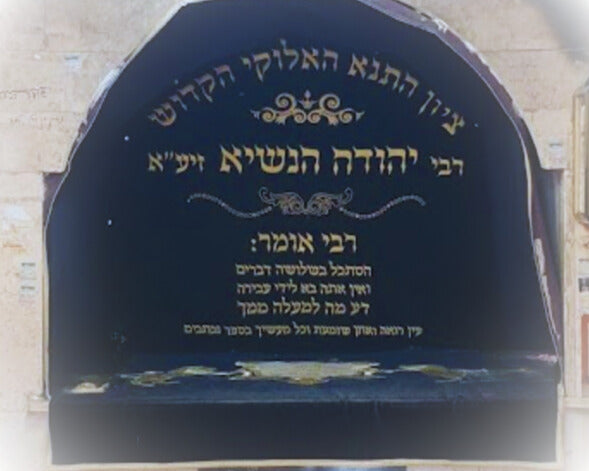 ציון התנא האלוקי הקדוש
רבי יהודה הנשיא זיע"א
רבי אומר:
הסתכל בשלושה דברים
ואין אתה בא לידי עבירה
דע מה למעלה ממך
עין רואה ואוזן שומעת וכל מעשיך בספר נכתבים